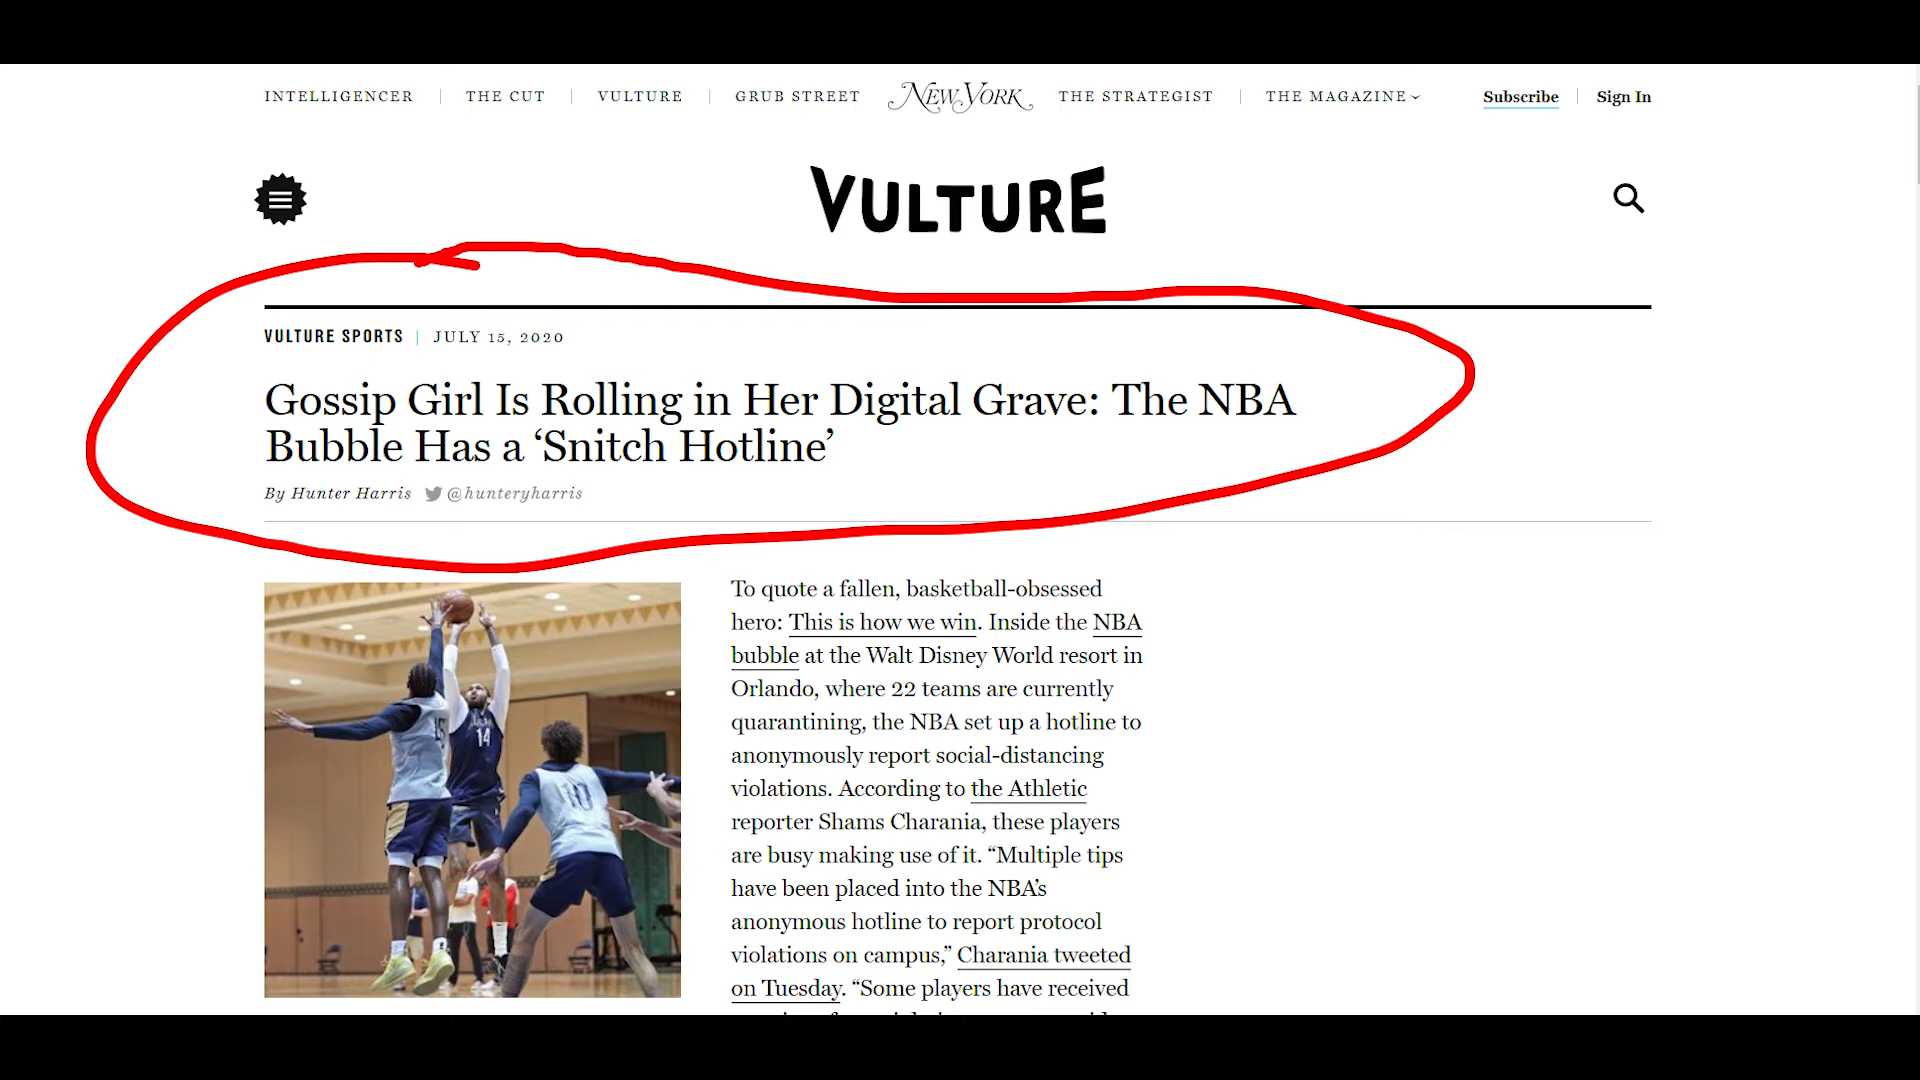 INTELLIGENCER THE CUT VULTURE GRUB STREET NEW YORK THE STRATEGIST THE MAGAZINE Subscribe Sign In
VULTURE
VULTURE SPORTS JULY 15, 2020
Gossip Girl Is Rolling in Her Digital Grave: The NBA
Bubble Has a ‘Snitch Hotline’
By Hunter Harris @hunteryharris
To quote a fallen, basketball-obsessed
hero: This is how we win. Inside the NBA
bubble at the Walt Disney World resort in
Orlando, where 22 teams are currently
quarantining, the NBA set up a hotline to
anonymously report social-distancing
violations. According to the Athletic
reporter Shams Charania, these players
are busy making use of it. “Multiple tips
have been placed into the NBA’s
anonymous hotline to report protocol
violations on campus,” Charania tweeted
on Tuesday. “Some players have received
14
10